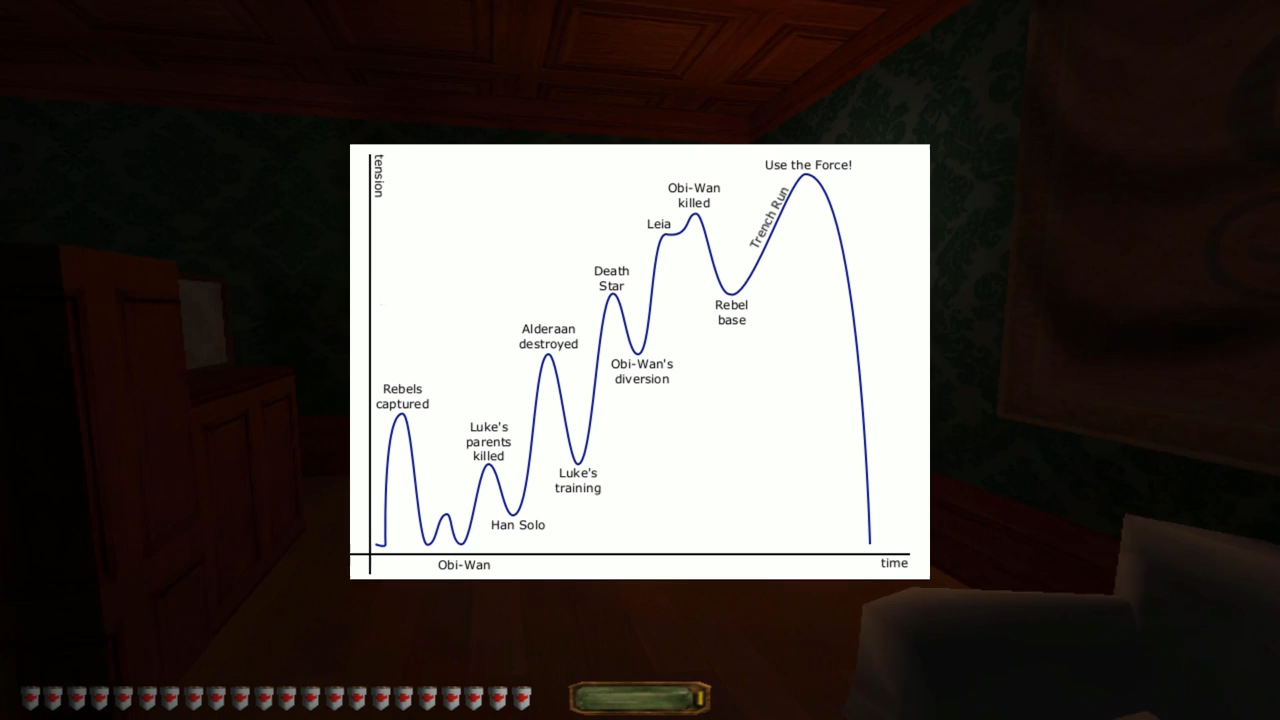 tension
Use the Force!
Trench Run
Obi-Wan
killed
Leia
Death
Star
Rebel
base
Alderaan
destroyed
Obi-Wan's
diversion
Rebels
captured
Luke's
parents
killed
Luke's
training
Han Solo
Obi-Wan
time